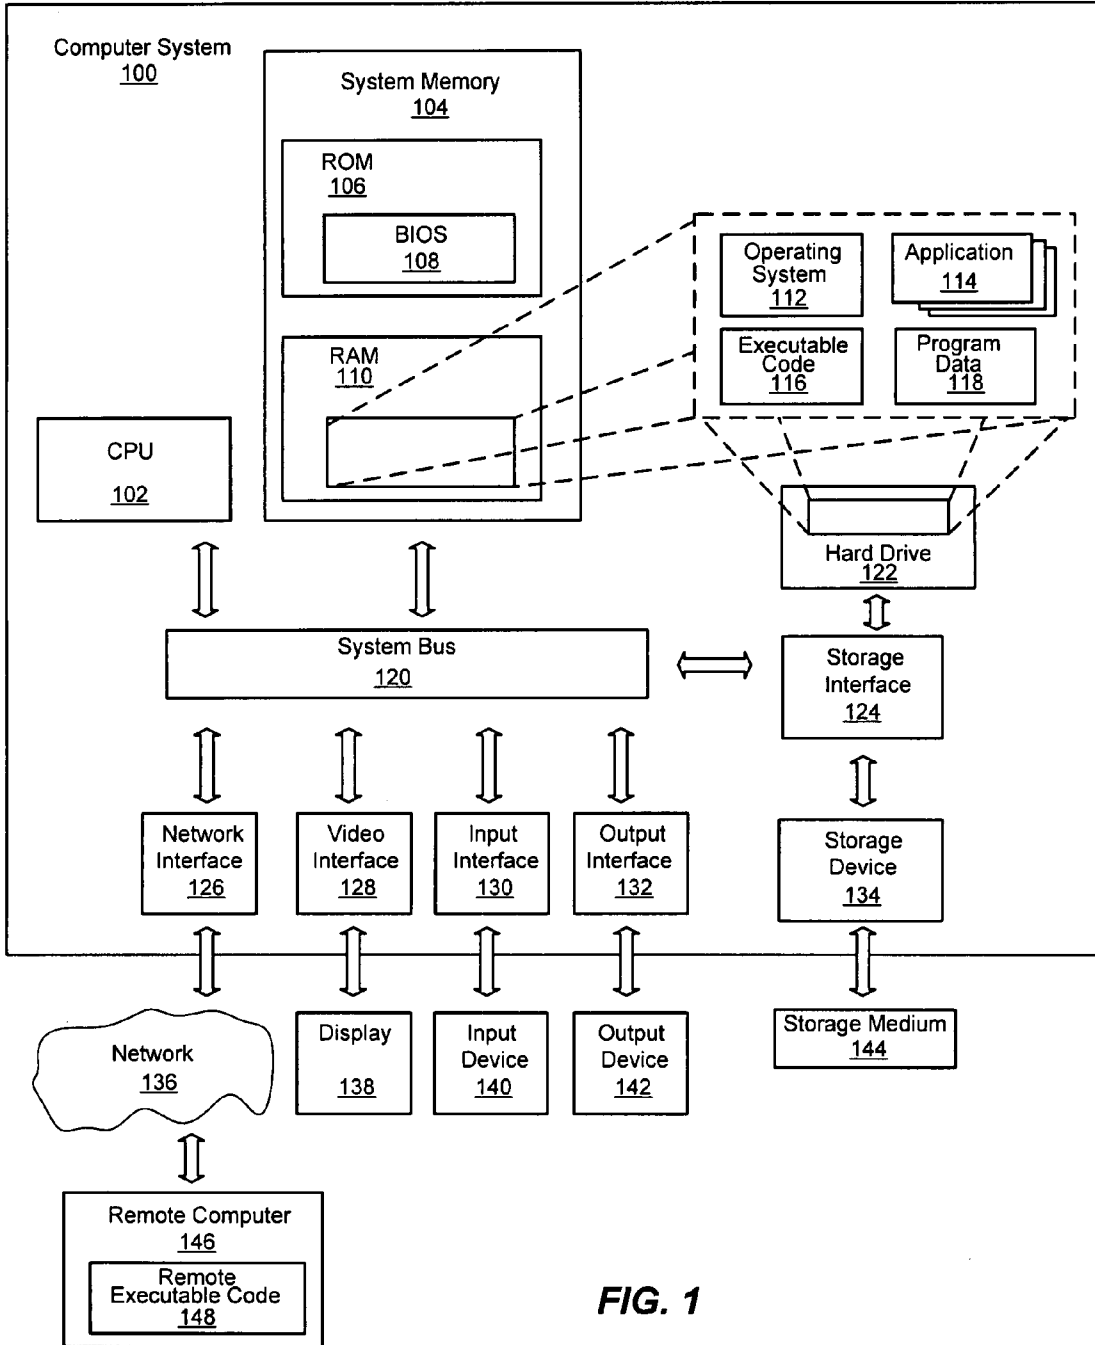 Computer System
100
System Memory
104
ROM
106
BIOS
108
Operating
System
112
Application
114
RAM
110
Executable
Code
116
Program
Data
118
CPU
102
Hard Drive
122
System Bus
120
Storage
Interface
124
Network
Interface
126
Video
Interface
128
Input
Interface
130
Output
Interface
132
Storage
Device
134
Network
136
Display
138
Input
Device
140
Output
Device
142
Storage Medium
144
Remote Computer
146
Remote
Executable Code
148
FIG. 1